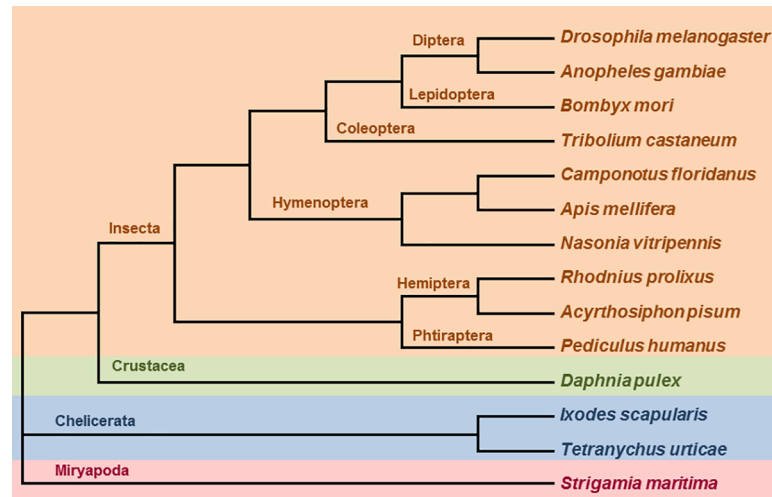 Diptera
Drosophila melanogaster
Anopheles gambiae
Lepidoptera
Bombyx mori
Coleoptera
Tribolium castaneum
Camponotus floridanus
Hymenoptera
Apis mellifera
Nasonia vitripennis
Insecta
Hemiptera
Rhodnius prolixus
Acyrthosiphon pisum
Phtiraptera
Pediculus humanus
Crustacea
Daphnia pulex
Chelicerata
Ixodes scapularis
Tetranychus urticae
Miryapoda
Strigamia maritima